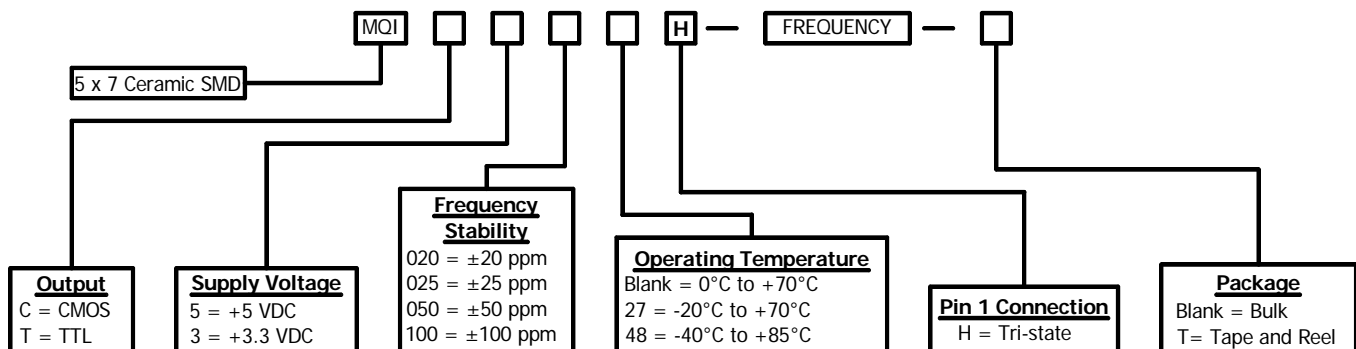 MQI H FREQUENCY
5 x 7 Ceramic SMD
Output
C = CMOS
T = TTL
Supply Voltage
5 = +5 VDC
3 = +3.3 VDC
Frequency
Stability
020 = ±20 ppm
025 = ±25 ppm
050 = ±50 ppm
100 = ±100 ppm
Operating Temperature
Blank = 0°C to +70°C
27 = -20°C to +70°C
48 = -40°C to +85°C
Pin 1 Connection
H = Tri-state
Package
Blank = Bulk
T= Tape and Reel